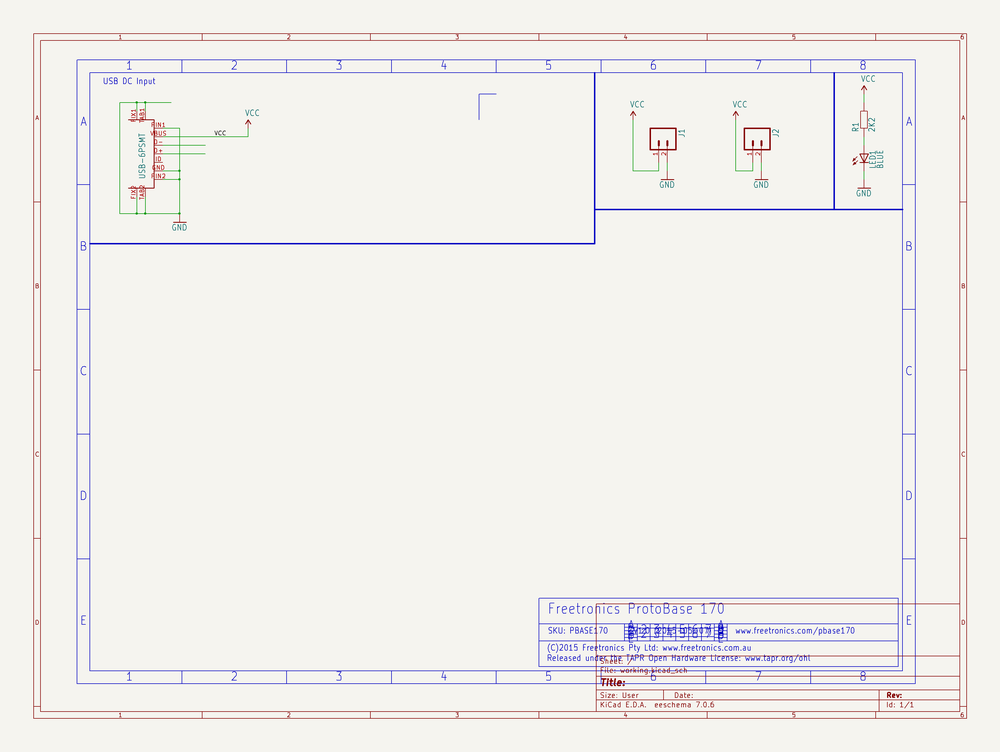 1 2 3 4 5 6
1 2 3 4 5 6 7 8
USB DC Input
A
A
A
A
FIX1
TAB1
P_IN1
VBUS
D-
D+
ID
GND
P_IN2
USB-6PSMT
FIX2
TAB2
VCC
VCC
GND
VCC
J1
1 2
GND
VCC
J2
1 2
GND
VCC
R1
2K2
LED1
BLUE
GND
B
B
B
B
C
C
C
C
D
D
D
D
E
E
Freetronics ProtoBase 170
SKU: PBASE170
www.freetronics.com/pbase170
(C)2015 Freetronics Pty Ltd: www.freetronics.com.au
Released under the TAPR Open Hardware License: www.tapr.org/ohl
Sheet: /
File: working.kicad_sch
Title:
Size: User Date: Rev:
KiCad E.D.A. eeschema 7.0.6 Id: 1/1
1 2 3 4 5 6 7 8
1 2 3 4 5 6